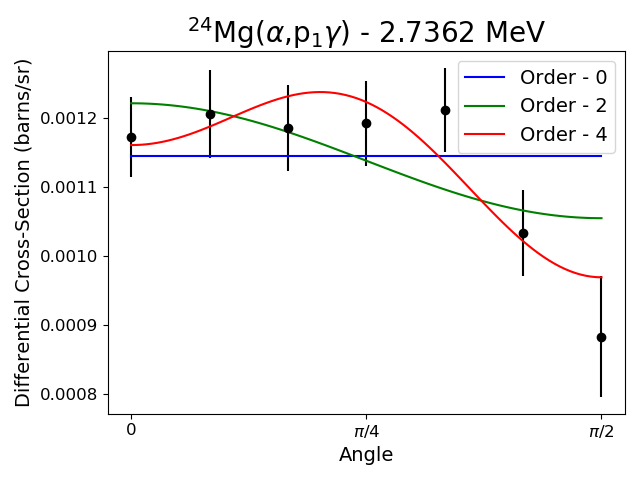 ²⁴Mg(α,p₁γ) - 2.7362 MeV
Order - 0
Order - 2
Order - 4
Differential Cross-Section (barns/sr)
0.0012
0.0011
0.0010
0.0009
0.0008
0 π/4 π/2
Angle